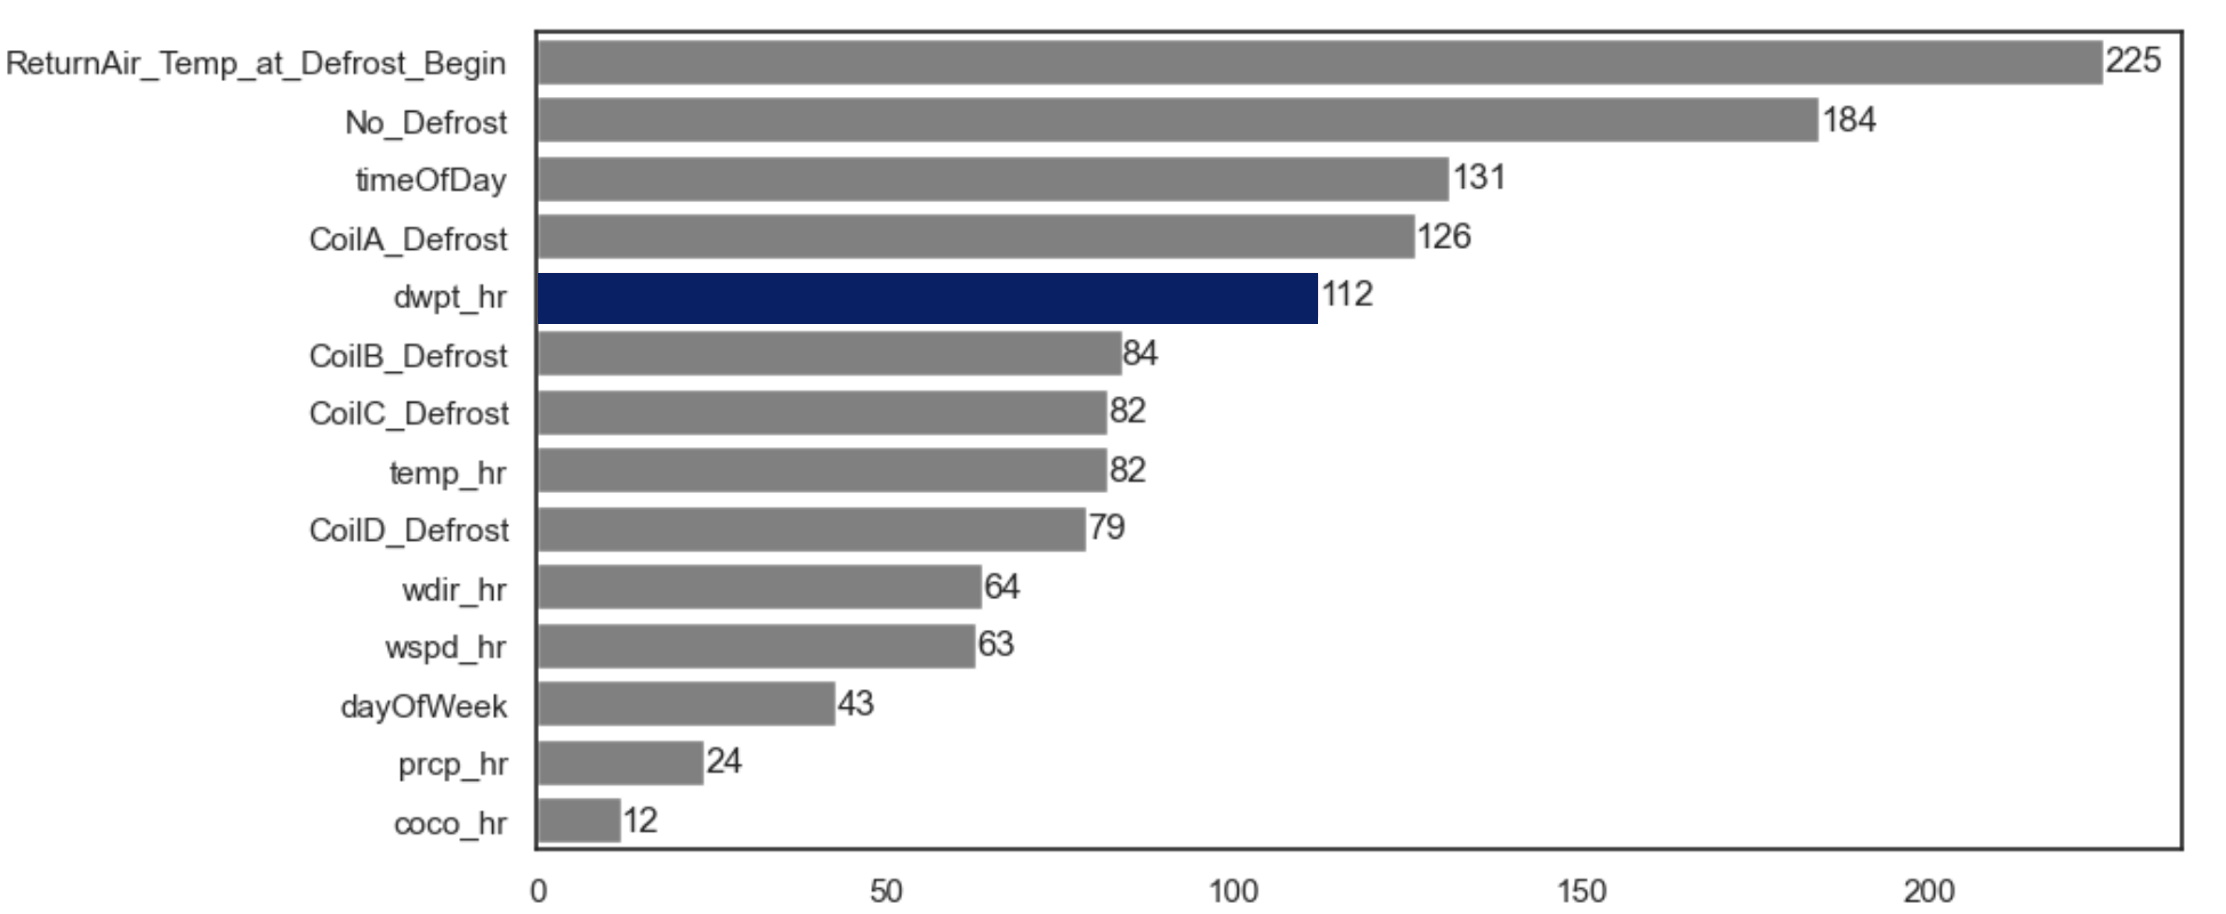 ReturnAir_Temp_at_Defrost_Begin 225
No_Defrost 184
timeOfDay 131
CoilA_Defrost 126
dwpt_hr 112
CoilB_Defrost 84
CoilC_Defrost 82
temp_hr 82
CoilD_Defrost 79
wdir_hr 64
wspd_hr 63
dayOfWeek 43
prcp_hr 24
coco_hr 12
0 50 100 150 200